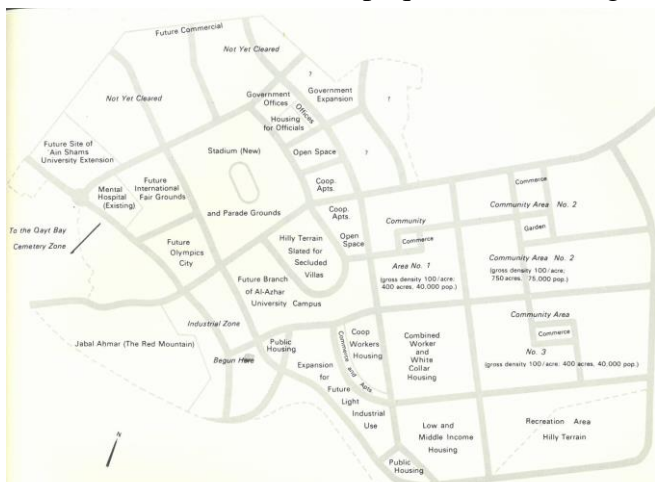 Future Commercial
Not Yet Cleared
Not Yet Cleared
?
Government
Expansion
?
Government
Offices
Offices
Housing
for Officials
Future Site of
Ain Shams
University Extension
Stadium (New)
Open Space
?
Mental
Hospital
(Existing)
Future
International
Fair Grounds
Coop.
Apts.
Commerce
and Parade Grounds
Coop.
Apts.
Community
Community Area No. 2
To the Qayt Bay
Cemetery Zone
Open
Space
Commerce
Garden
Future
Olympics
City
Hilly Terrain
Slated for
Secluded
Villas
Area No. 1
(gross density 100/acre;
400 acres, 40,000 pop.)
Community Area No. 2
(gross density 100/acre;
750 acres, 75,000 pop.)
Future Branch
of Al-Azhar
University Campus
Industrial Zone
Community Area
Commerce
No. 3
(gross density 100/acre: 400 acres, 40,000 pop.)
Jabal Ahmar (The Red Mountain)
Public
Housing
Begun Here
Commerce and Apts
Coop
Workers
Housing
Combined
Worker
and
White
Collar
Housing
Expansion
for
Future
Light
Industrial
Use
Low and
Middle Income
Housing
Recreation Area
Hilly Terrain
Public
Housing
N